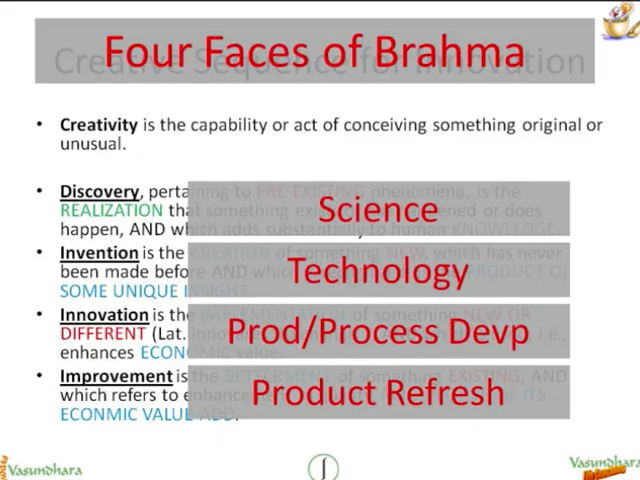 Four Faces of Brahma
Creative Sequence for Innovation
• Creativity is the capability or act of conceiving something original or
unusual.
• Discovery, pertaining to PRE-EXISTING phenomena, is the
Science
REALIZATION that something exis happened or does
happen, AND which adds substantially to human KNOWLEDGE.
• Invention is the CREATION of something NEW, which has never
Technology
been made before AND which PRODUCT OF
SOME UNIQUE INSIGHT
• Innovation is the IMPLEMENTATION of something NEW OR
Prod/Process Devp
DIFFERENT (Lat. i.e.,
enhances ECONOMIC value.
• Improvement is the BETTERMENT of something EXISTING, AND
Product Refresh
which refers to enhance OF ITS
ECONMIC VALUE ADD.
Vasundhara
Vasundhara